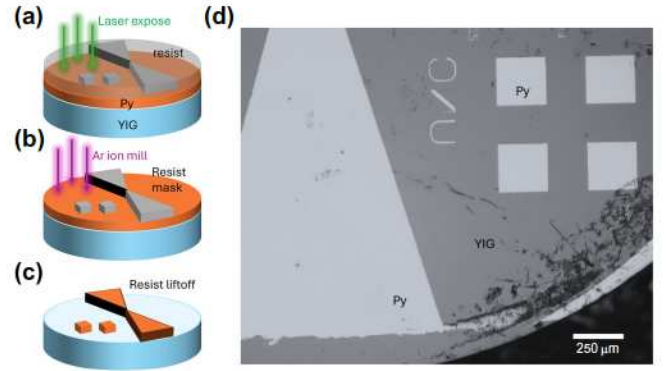 (a)
Laser expose
resist
Py
YIG
(b)
Ar ion mill
Resist
mask
(c)
Resist liftoff
(d)
n/c
Py
YIG
Py
250 μm